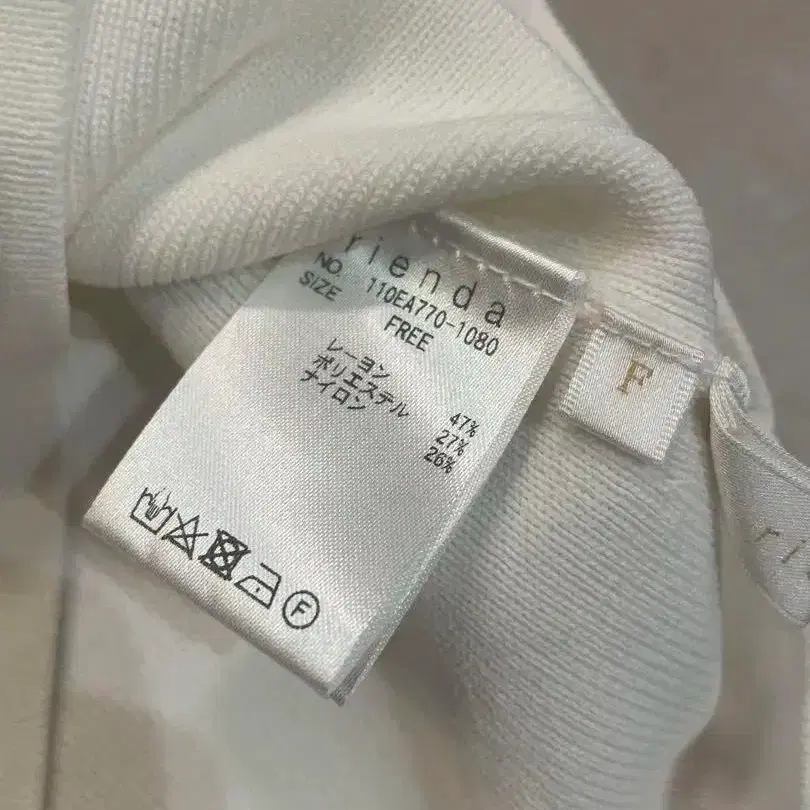 rienda
NO. 110EA770-1080
SIZE FREE
レーヨン 47%
ポリエステル 27%
ナイロン 26%
F
F
ri